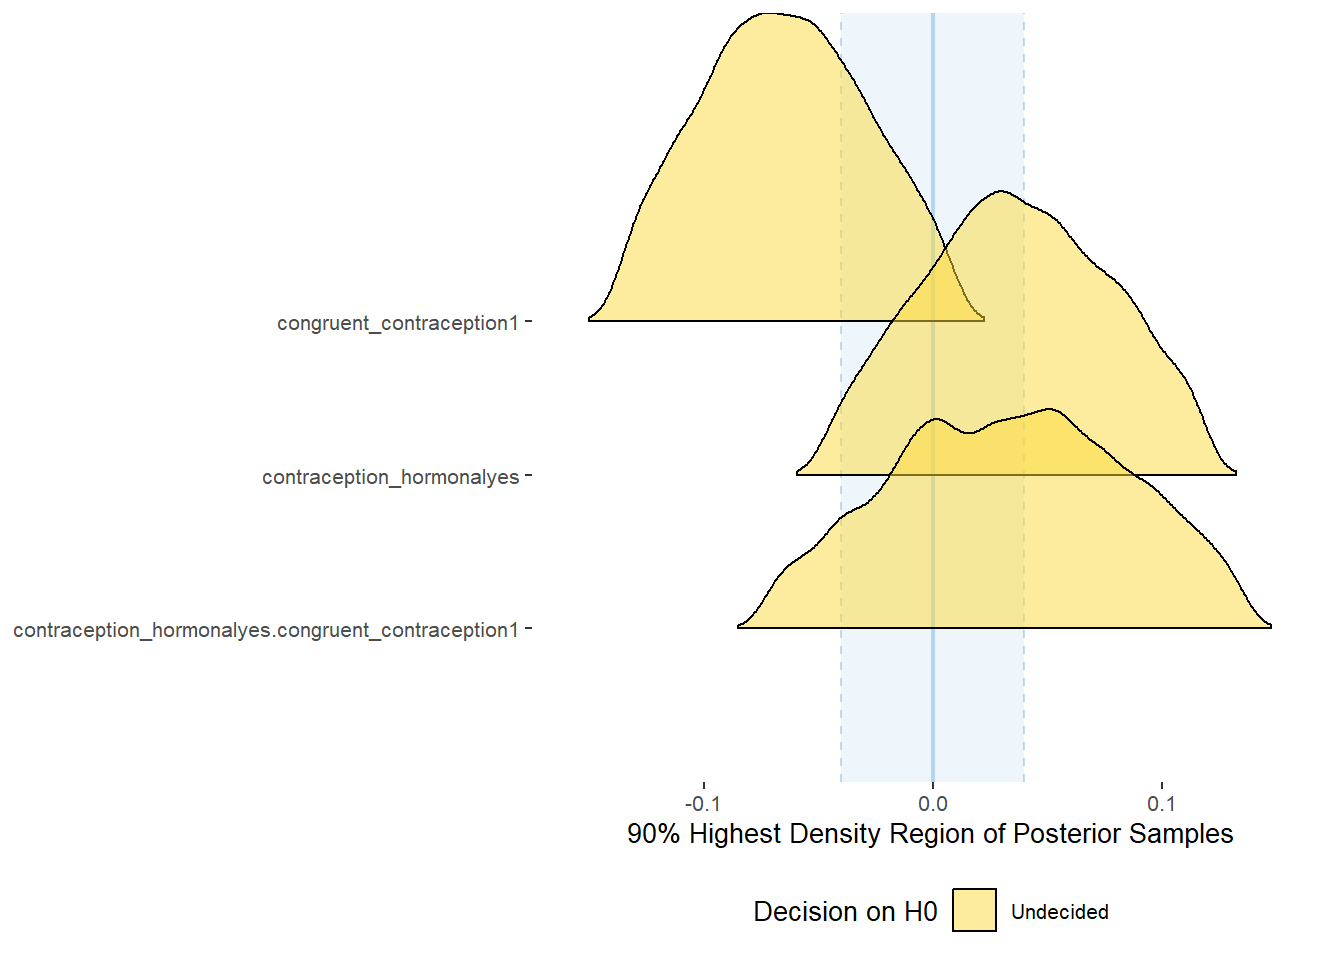 congruent_contraception1
contraception_hormonalyes
contraception_hormonalyes.congruent_contraception1
-0.1 0.0 0.1
90% Highest Density Region of Posterior Samples
Decision on H0 Undecided